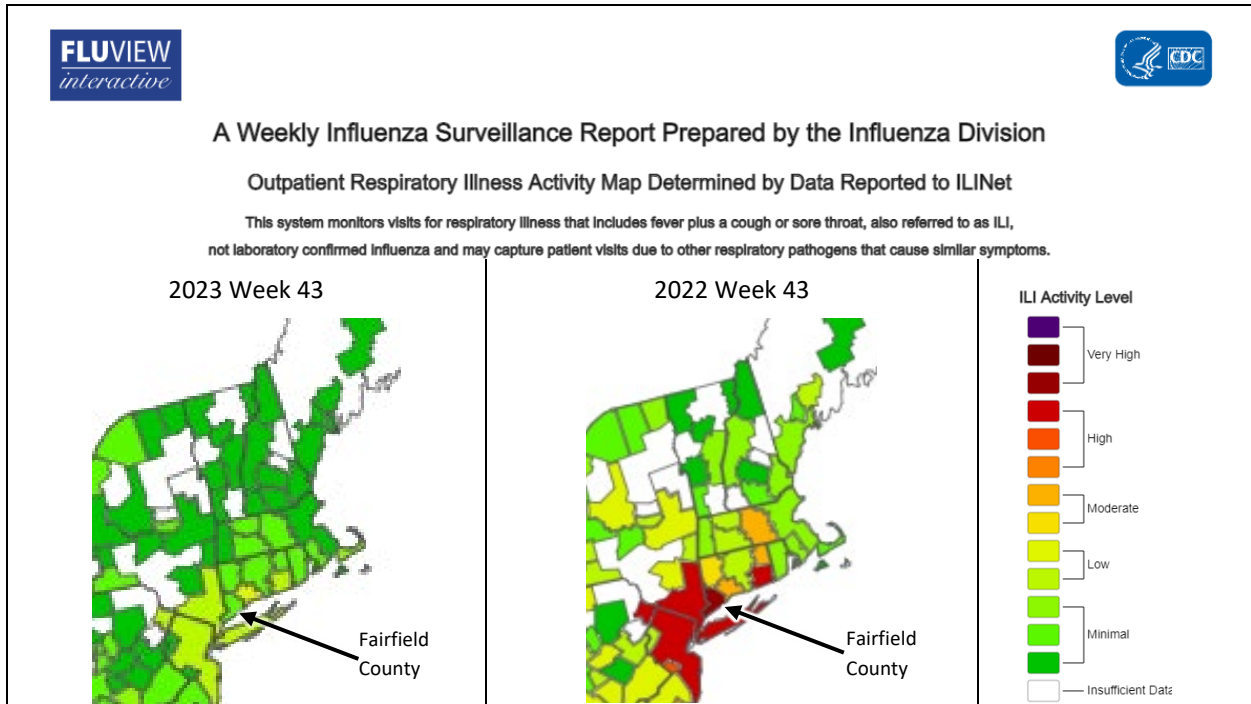 FLUVIEW
interactive
CDC
A Weekly Influenza Surveillance Report Prepared by the Influenza Division
Outpatient Respiratory Illness Activity Map Determined by Data Reported to ILINet
This system monitors visits for respiratory illness that includes fever plus a cough or sore throat, also referred to as ILI,
not laboratory confirmed influenza and may capture patient visits due to other respiratory pathogens that cause similar symptoms.
2023 Week 43
Fairfield
County
2022 Week 43
Fairfield
County
ILI Activity Level
Very High
High
Moderate
Low
Minimal
Insufficient Data